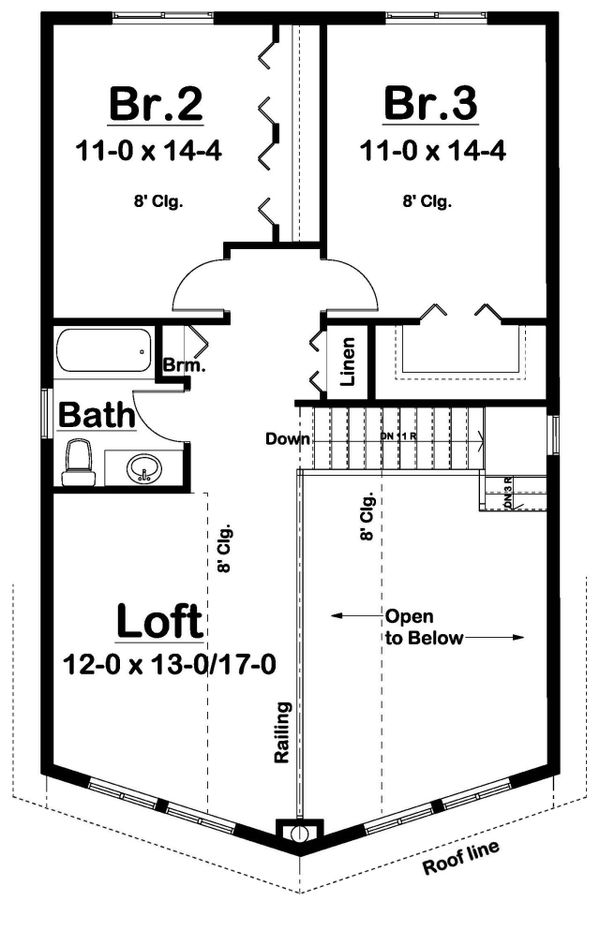 Br.2
11-0 x 14-4
8' Clg.
Br.3
11-0 x 14-4
8' Clg.
Brm.
Linen
Bath
Down
DN 11 R
DN 3 R
R
8' Clg.
8' Clg.
Loft
12-0 x 13-0/17-0
Open
to Below
Railing
Roof line